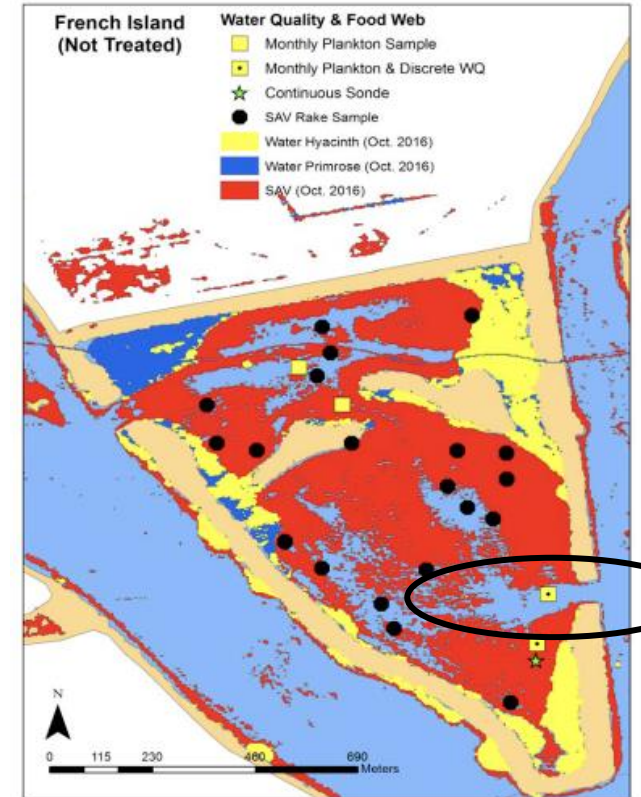 French Island
(Not Treated)
Water Quality & Food Web
Monthly Plankton Sample
Monthly Plankton & Discrete WQ
Continuous Sonde
SAV Rake Sample
Water Hyacinth (Oct. 2016)
Water Primrose (Oct. 2016)
SAV (Oct. 2016)
N
0 115 230 460 690
Meters